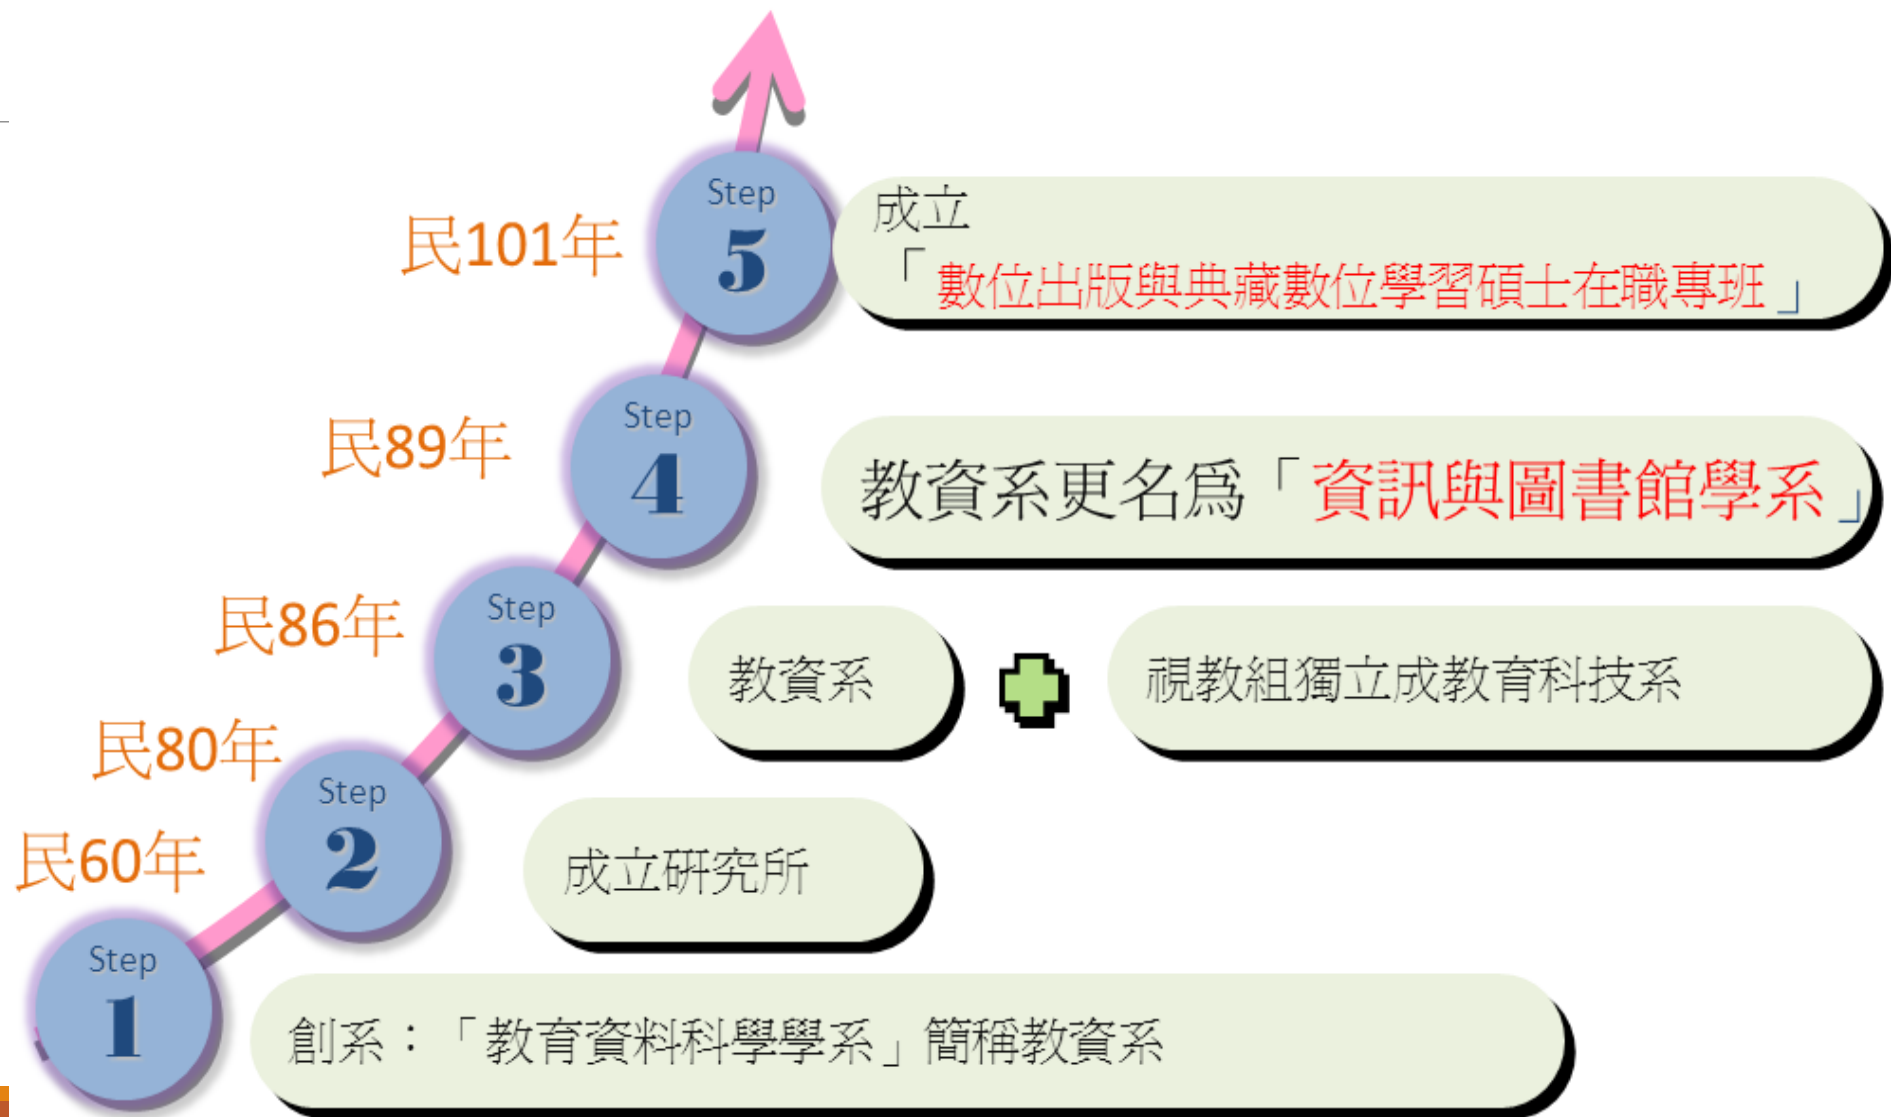 Step
5
民101年
成立
「數位出版與典藏數位學習碩士在職專班」
Step
4
民89年
教資系更名為「資訊與圖書館學系」
Step
3
民86年
教資系
視教組獨立成教育科技系
Step
2
民80年
成立研究所
Step
1
民60年
創系：「教育資料科學學系」簡稱教資系